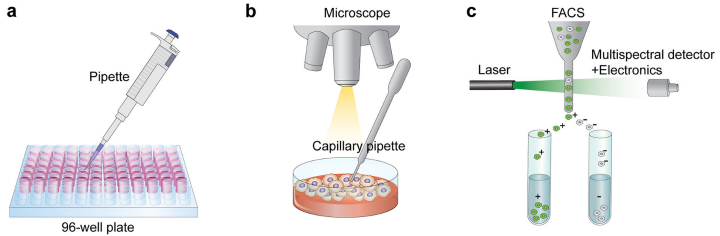 a
Pipette
96-well plate
b
Microscope
Capillary pipette
c
FACS
Laser
Multispectral detector
+Electronics
+
-
+
-
+
-
+
-
-
+
-